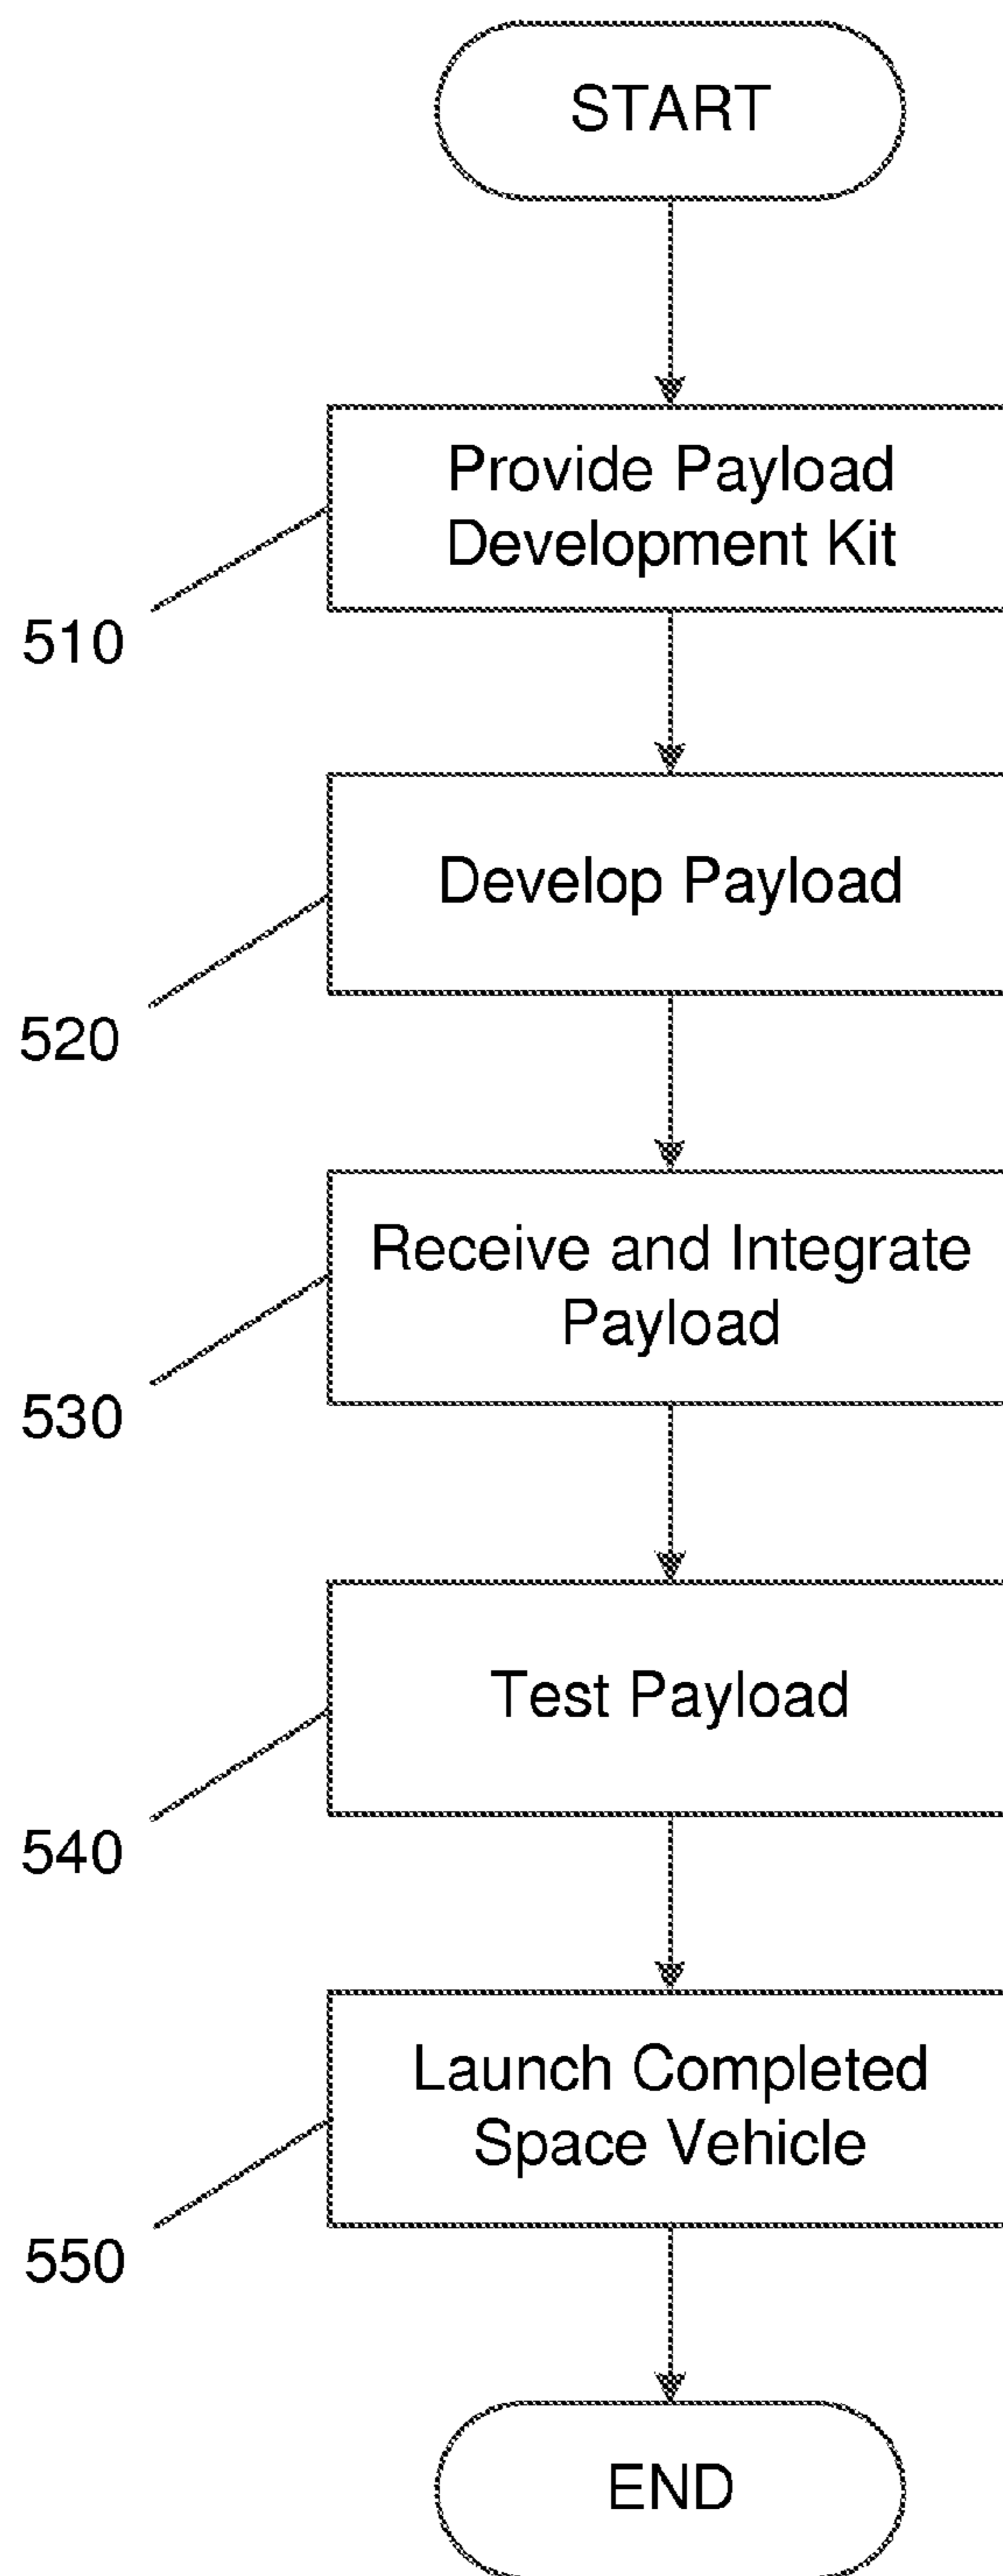 START
Provide Payload
Development Kit
510
Develop Payload
520
Receive and Integrate
Payload
530
Test Payload
540
Launch Completed
Space Vehicle
550
END